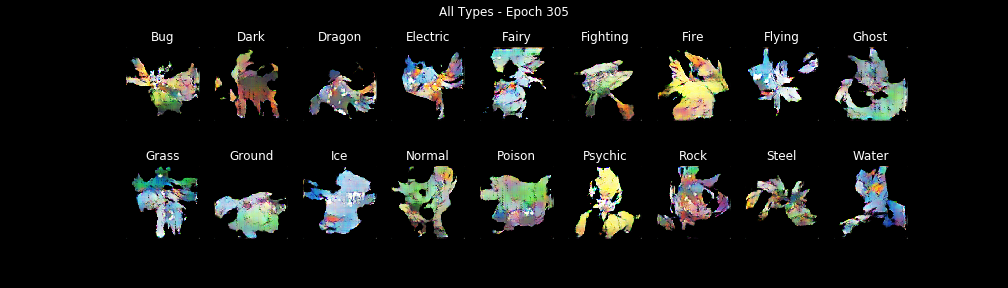 All Types - Epoch 305
Bug Dark Dragon Electric Fairy Fighting Fire Flying Ghost
Grass Ground Ice Normal Poison Psychic Rock Steel Water